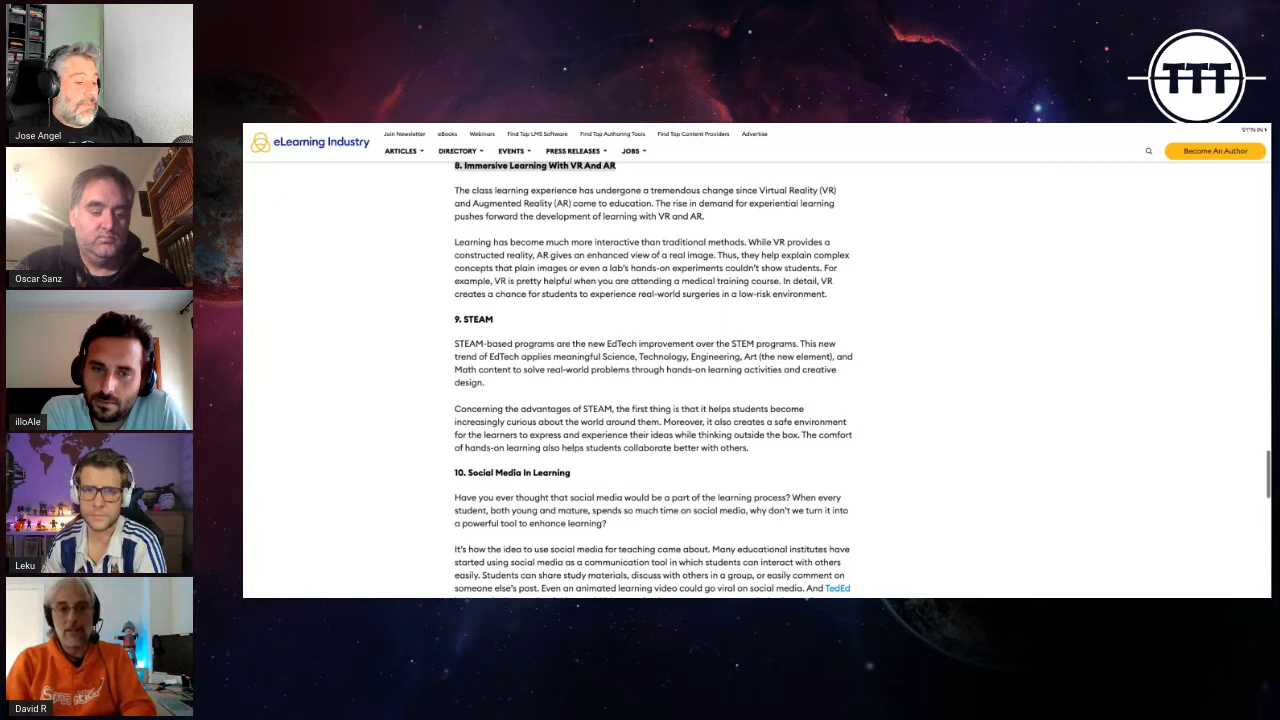 Jose Angel
Oscar Sanz
illoAle
Leku
David R
TTT
eLearning Industry
Join Newsletter eBooks Webinars Find Top LMS Software Find Top Authoring Tools Find Top Content Providers Advertise
ARTICLES DIRECTORY EVENTS PRESS RELEASES JOBS
Become An Author
8. Immersive Learning With VR And AR
The class learning experience has undergone a tremendous change since Virtual Reality (VR)
and Augmented Reality (AR) came to education. The rise in demand for experiential learning
pushes forward the development of learning with VR and AR.
Learning has become much more interactive than traditional methods. While VR provides a
constructed reality, AR gives an enhanced view of a real image. Thus, they help explain complex
concepts that plain images or even a lab's hands-on experiments couldn't show students. For
example, VR is pretty helpful when you are attending a medical training course. In detail, VR
creates a chance for students to experience real-world surgeries in a low-risk environment.
9. STEAM
STEAM-based programs are the new EdTech improvement over the STEM programs. This new
trend of EdTech applies meaningful Science, Technology, Engineering, Art (the new element), and
Math content to solve real-world problems through hands-on learning activities and creative
design.
Concerning the advantages of STEAM, the first thing is that it helps students become
increasingly curious about the world around them. Moreover, it also creates a safe environment
for the learners to express and experience their ideas while thinking outside the box. The comfort
of hands-on learning also helps students collaborate better with others.
10. Social Media In Learning
Have you ever thought that social media would be a part of the learning process? When every
student, both young and mature, spends so much time on social media, why don't we turn it into
a powerful tool to enhance learning?
It's how the idea to use social media for teaching came about. Many educational institutes have
started using social media as a communication tool in which students can interact with others
easily. Students can share study materials, discuss with others in a group, or easily comment on
someone else's post. Even an animated learning video could go viral on social media. And TedEd